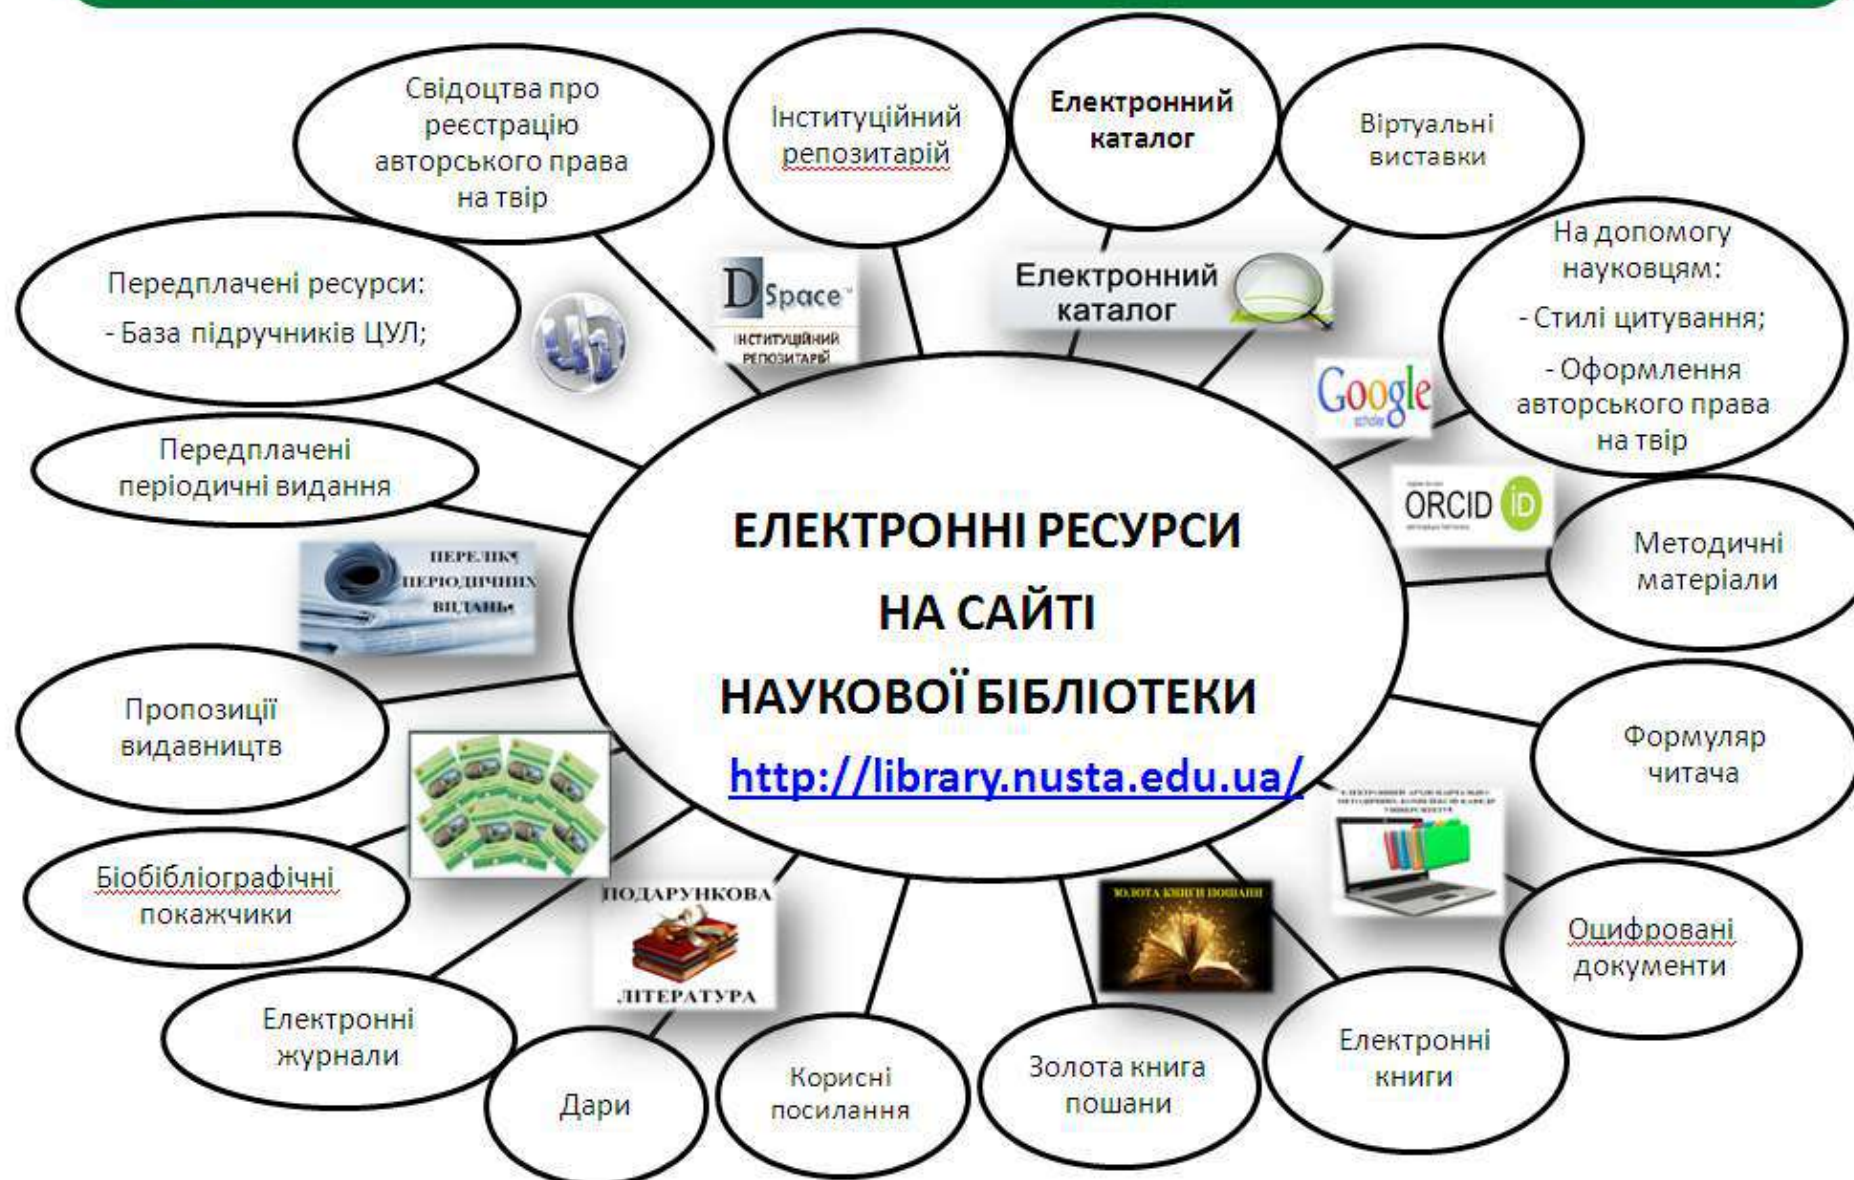 Свідоцтва про
реєстрацію
авторського права
на твір
Інституційний
репозитарій
Електронний
каталог
Віртуальні
виставки
На допомогу
науковцям:
- Стилі цитування;
- Оформлення
авторського права
на твір
Передплачені ресурси:
- База підручників ЦУЛ;
DSpace
ІНСТИТУЦІЙНИЙ
РЕПОЗИТАРІЙ
Електронний
каталог
Google
scholar
Передплачені
періодичні видання
ORCID iD
Методичні
матеріали
ПЕРЕЛІК¶
ПЕРІОДИЧНИХ
ВИДАНЬ¶
ЕЛЕКТРОННІ РЕСУРСИ
НА САЙТІ
НАУКОВОЇ БІБЛІОТЕКИ
http://library.nusta.edu.ua/
Пропозиції
видавництв
Формуляр
читача
Біобібліографічні
покажчики
ПОДАРУНКОВА
ЛІТЕРАТУРА
ЗОЛОТА КНИГИ ПОШАНИ
Оцифровані
документи
Електронні
журнали
Дари
Корисні
посилання
Золота книга
пошани
Електронні
книги